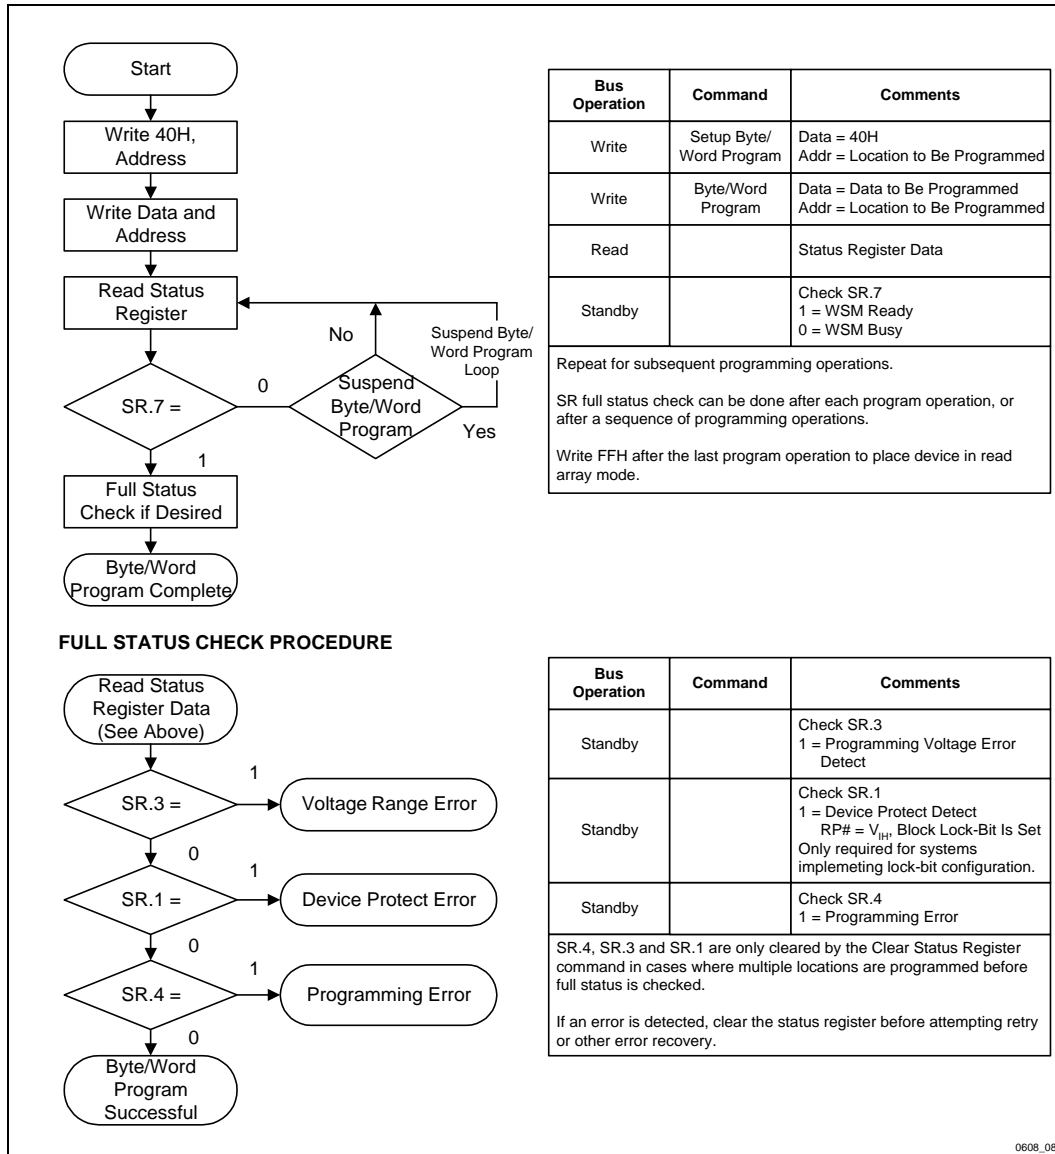 Start
Write 40H,
Address
Write Data and
Address
Read Status
Register
No
Suspend Byte/
Word Program
Loop
SR.7 =
0
Suspend
Byte/Word
Program
Yes
1
Full Status
Check if Desired
Byte/Word
Program Complete
Bus
Operation
Command
Comments
Write
Setup Byte/
Word Program
Data = 40H
Addr = Location to Be Programmed
Write
Byte/Word
Program
Data = Data to Be Programmed
Addr = Location to Be Programmed
Read
Status Register Data
Standby
Check SR.7
1 = WSM Ready
0 = WSM Busy
Repeat for subsequent programming operations.
SR full status check can be done after each program operation, or
after a sequence of programming operations.
Write FFH after the last program operation to place device in read
array mode.
FULL STATUS CHECK PROCEDURE
Read Status
Register Data
(See Above)
SR.3 =
1
Voltage Range Error
0
SR.1 =
1
Device Protect Error
0
SR.4 =
1
Programming Error
0
Byte/Word
Program
Successful
Bus
Operation
Command
Comments
Standby
Check SR.3
1 = Programming Voltage Error
Detect
Standby
Check SR.1
1 = Device Protect Detect
RP# = VIH, Block Lock-Bit Is Set
Only required for systems
implemeting lock-bit configuration.
Standby
Check SR.4
1 = Programming Error
SR.4, SR.3 and SR.1 are only cleared by the Clear Status Register
command in cases where multiple locations are programmed before
full status is checked.
If an error is detected, clear the status register before attempting retry
or other error recovery.
0608_08